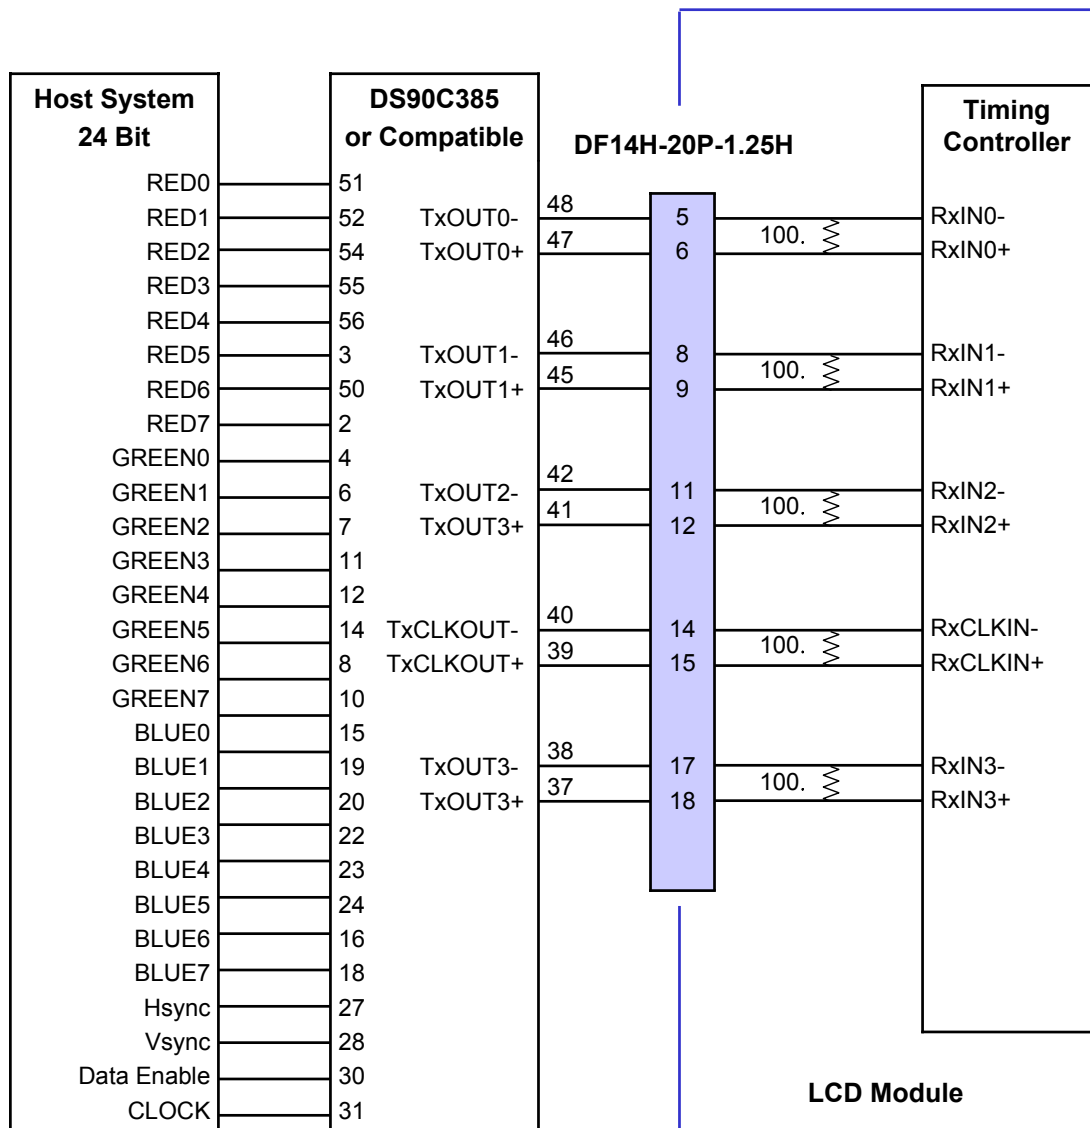 Host System
24 Bit
DS90C385
or Compatible
DF14H-20P-1.25H
Timing
Controller
RED0 51
RED1 52 TxOUT0- 48 5 RxIN0-
100.
RED2 54 TxOUT0+ 47 6 RxIN0+
RED3 55
RED4 56
RED5 3 TxOUT1- 46 8 RxIN1-
100.
RED6 50 TxOUT1+ 45 9 RxIN1+
RED7 2
GREEN0 4
GREEN1 6 TxOUT2- 42 11 RxIN2-
100.
GREEN2 7 TxOUT3+ 41 12 RxIN2+
GREEN3 11
GREEN4 12
GREEN5 14 TxCLKOUT- 40 14 RxCLKIN-
100.
GREEN6 8 TxCLKOUT+ 39 15 RxCLKIN+
GREEN7 10
BLUE0 15
BLUE1 19 TxOUT3- 38 17 RxIN3-
100.
BLUE2 20 TxOUT3+ 37 18 RxIN3+
BLUE3 22
BLUE4 23
BLUE5 24
BLUE6 16
BLUE7 18
Hsync 27
Vsync 28
Data Enable 30
CLOCK 31
LCD Module